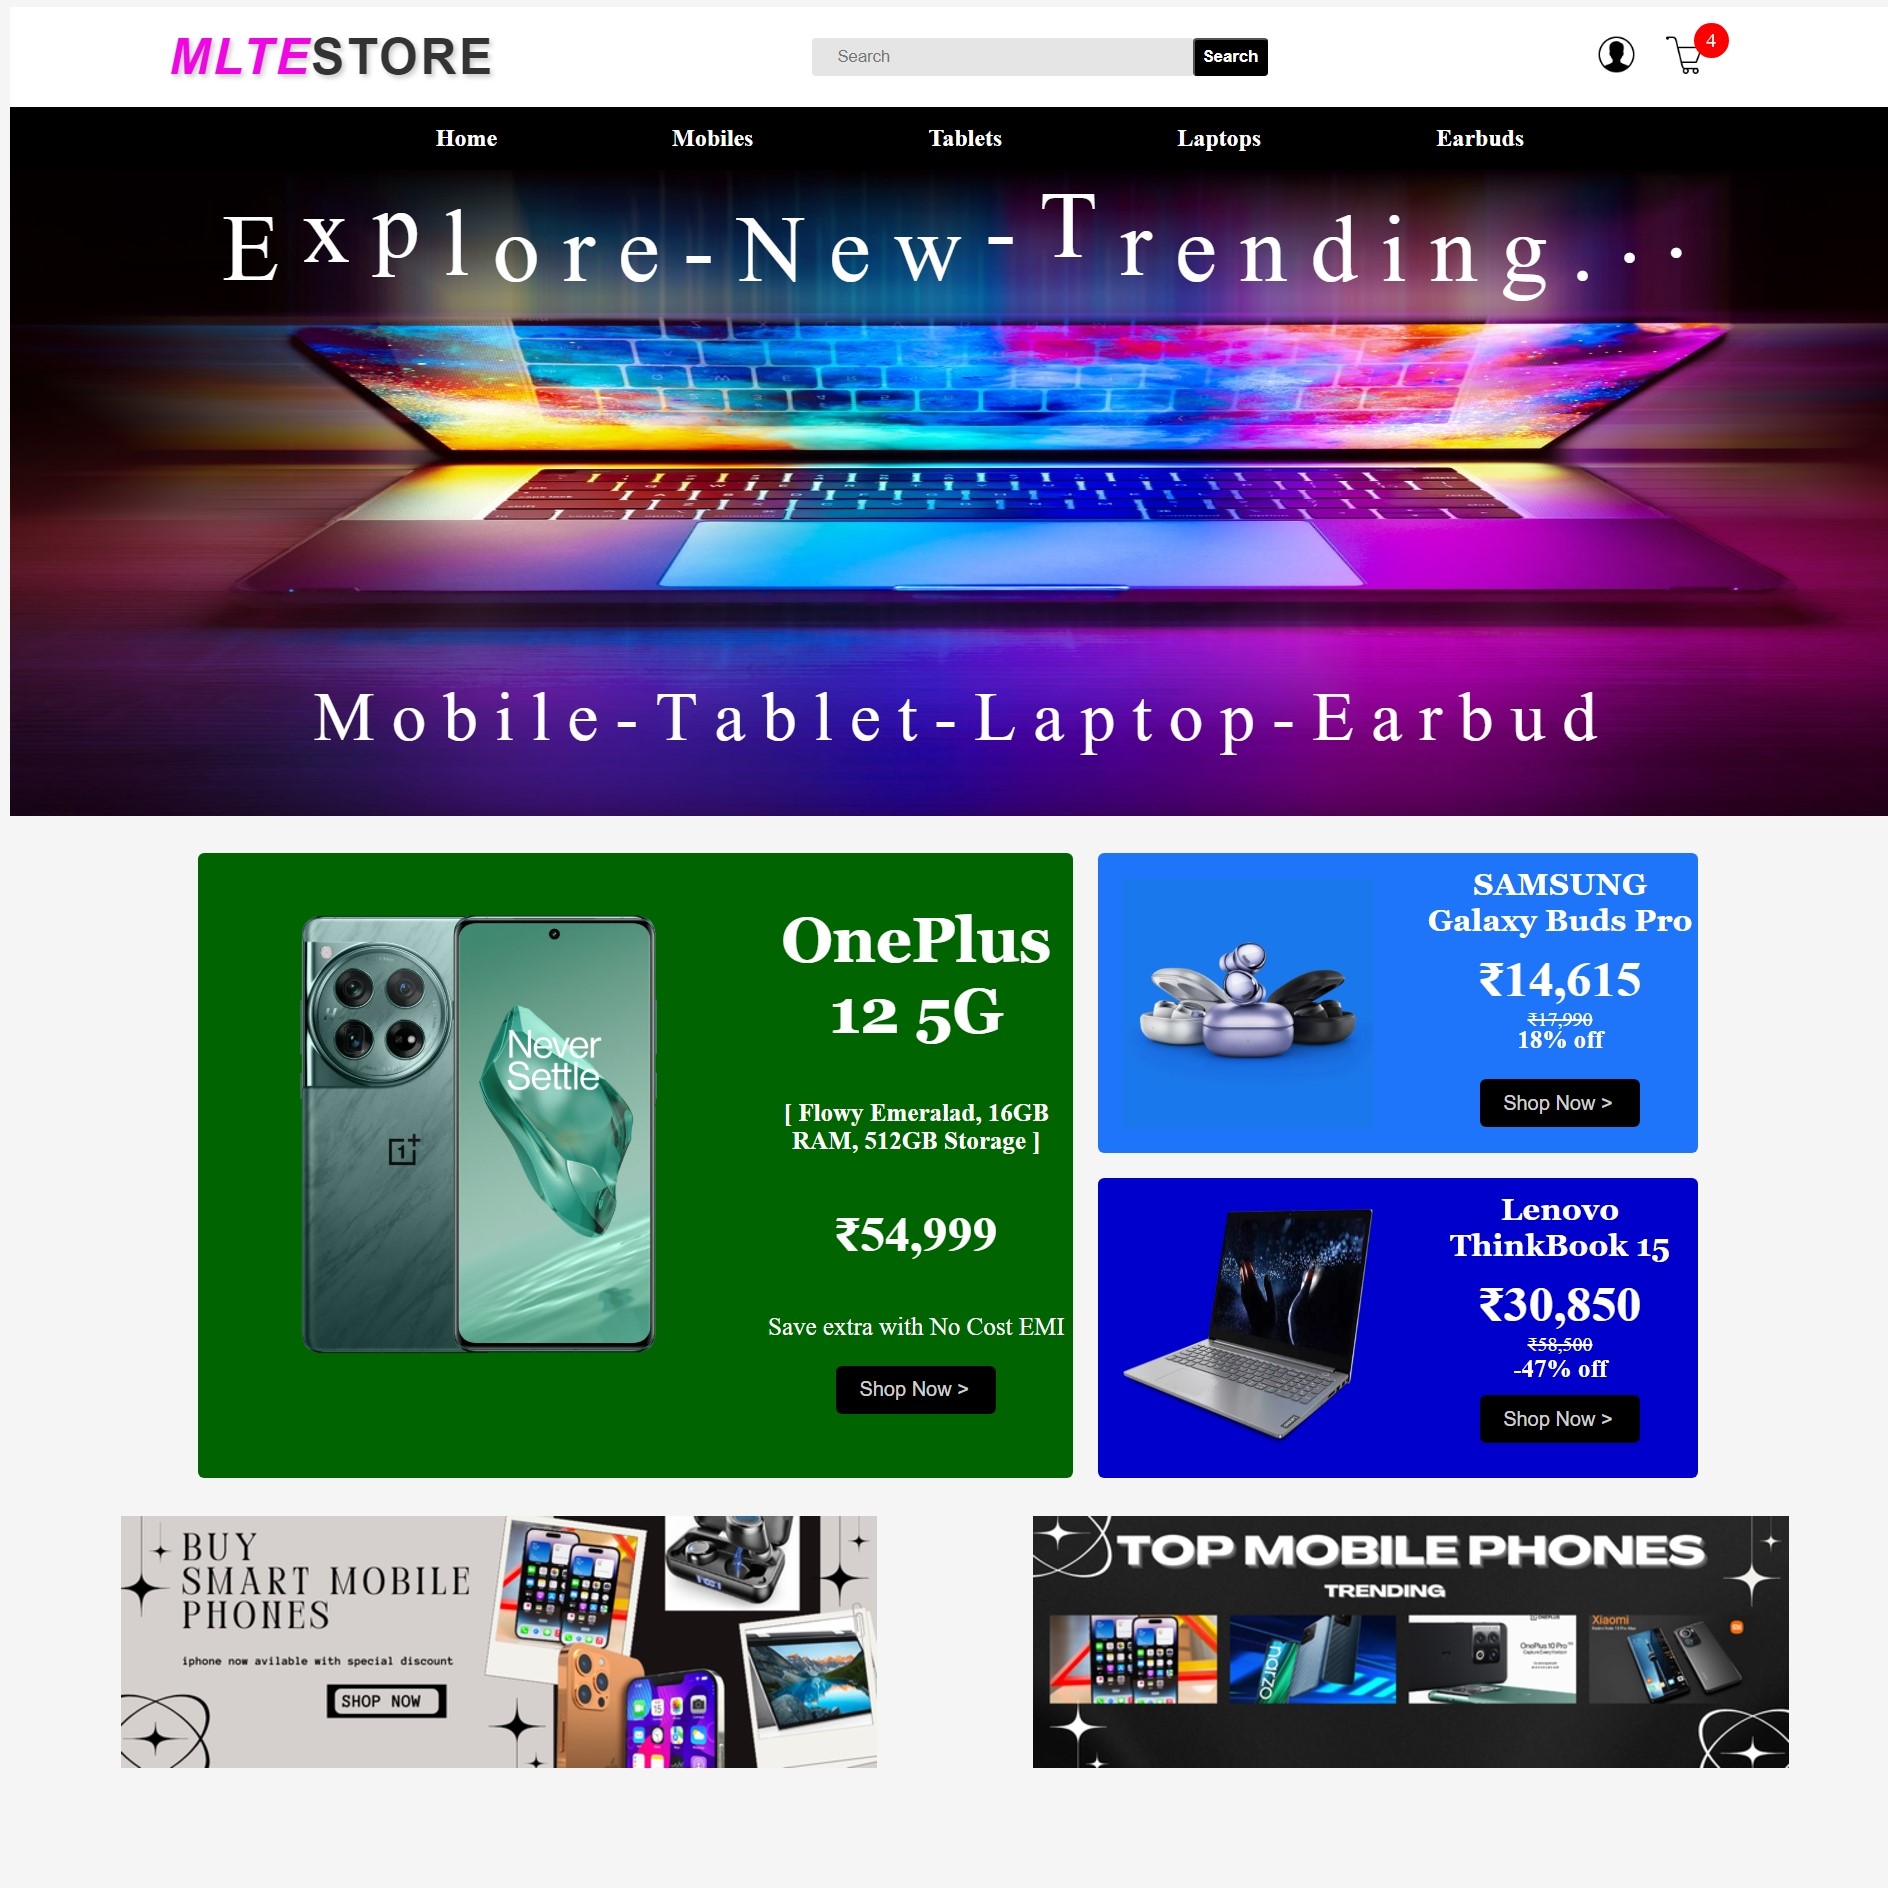 MLTESTORE
Search
Search
4
Home
Mobiles
Tablets
Laptops
Earbuds
Explore-New-Trending...
Mobile-Tablet-Laptop-Earbud
OnePlus
12 5G
Never
Settle
[ Flowy Emeralad, 16GB
RAM, 512GB Storage ]
₹54,999
Save extra with No Cost EMI
Shop Now >
SAMSUNG
Galaxy Buds Pro
₹14,615
₹17,990
18% off
Shop Now >
Lenovo
ThinkBook 15
₹30,850
₹58,500
-47% off
Shop Now >
BUY
SMART MOBILE
PHONES
iphone now avilable with special discount
SHOP NOW
TOP MOBILE PHONES
TRENDING
narzo
OnePlus 10 Pro
Xiaomi